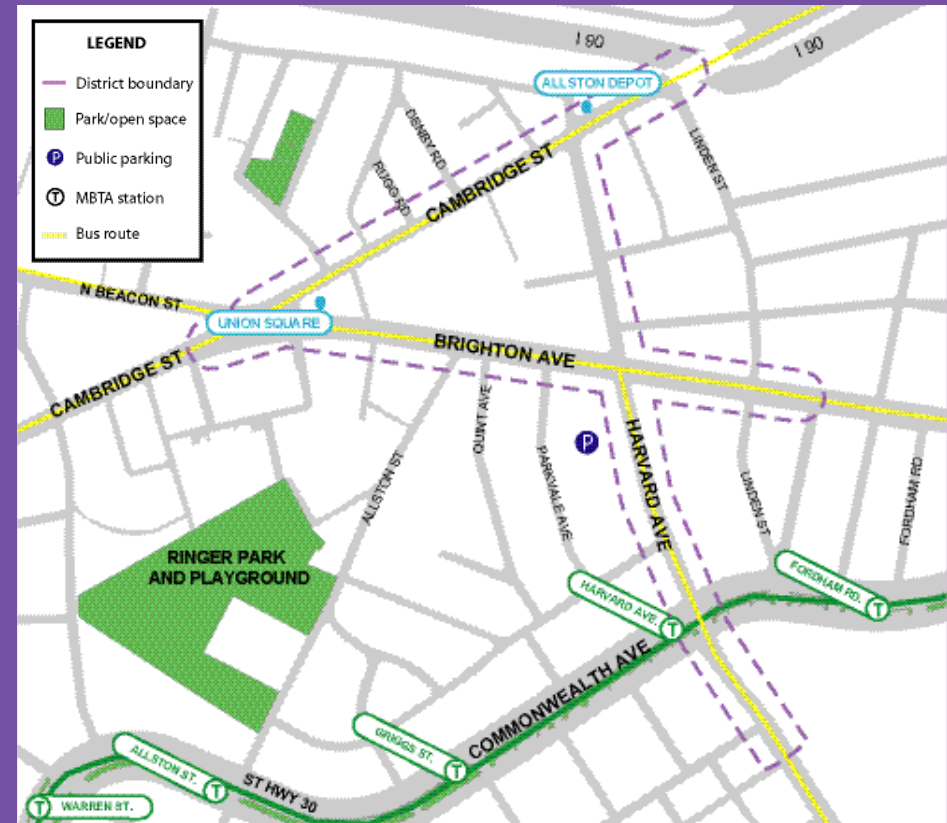 LEGEND
District boundary
Park/open space
P Public parking
T MBTA station
Bus route
I 90
I 90
ALLSTON DEPOT
DENBY RD
RUGG RD
LINDEN ST
CAMBRIDGE ST
N BEACON ST
UNION SQUARE
BRIGHTON AVE
CAMBRIDGE ST
QUINT AVE
P
HARVARD AVE
PARKVALE AVE
ALLSTON ST
LINDEN ST
FORDHAM RD
RINGER PARK
AND PLAYGROUND
HARVARD AVE. T
FORDHAM RD. T
COMMONWEALTH AVE
GRIGGS ST. T
ALLSTON ST. T
ST HWY 30
T WARREN ST.